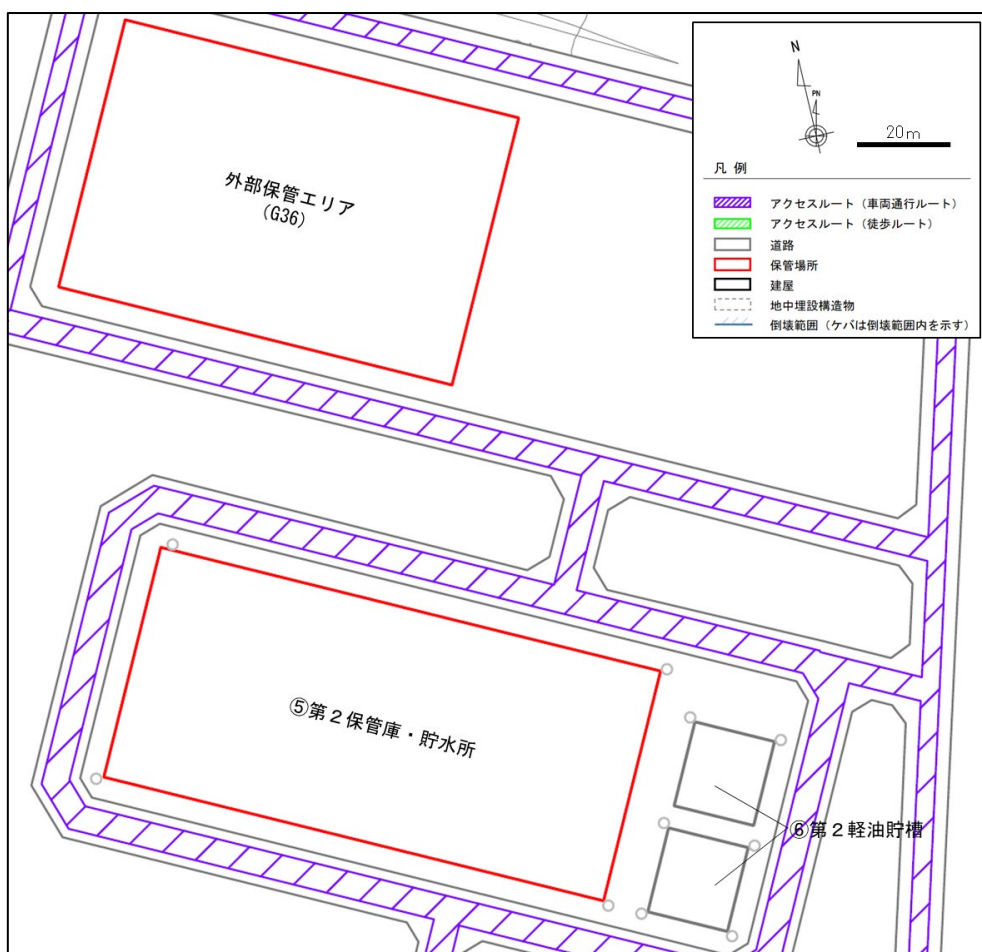 N
PN
20m
凡 例
アクセスルート（車両通行ルート）
アクセスルート（徒歩ルート）
道路
保管場所
建屋
地中埋設構造物
倒壊範囲（ケバは倒壊範囲内を示す）
外部保管エリア
(G36)
⑤第２保管庫・貯水所
⑥第２軽油貯槽